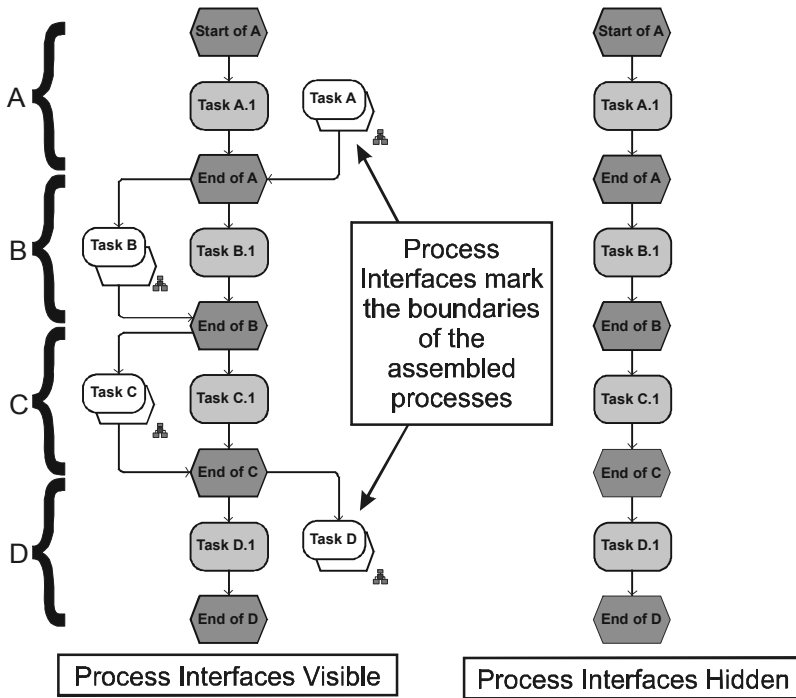 Start of A
A
Task A.1
Task A
End of A
B
Task B
Task B.1
Process
Interfaces mark
the boundaries
of the
assembled
processes
End of B
C
Task C
Task C.1
End of C
D
Task D.1
Task D
End of D
Process Interfaces Visible
Start of A
Task A.1
End of A
Task B.1
End of B
Task C.1
End of C
Task D.1
End of D
Process Interfaces Hidden